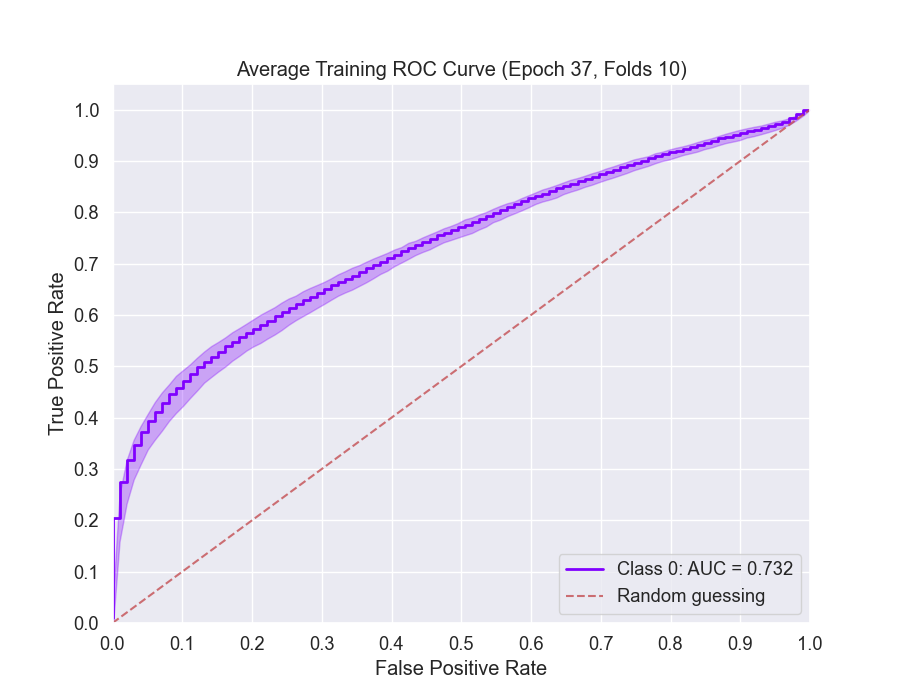 Average Training ROC Curve (Epoch 37, Folds 10)
True Positive Rate
1.0
0.9
0.8
0.7
0.6
0.5
0.4
0.3
0.2
0.1
0.0
Class 0: AUC = 0.732
Random guessing
0.0 0.1 0.2 0.3 0.4 0.5 0.6 0.7 0.8 0.9 1.0
False Positive Rate